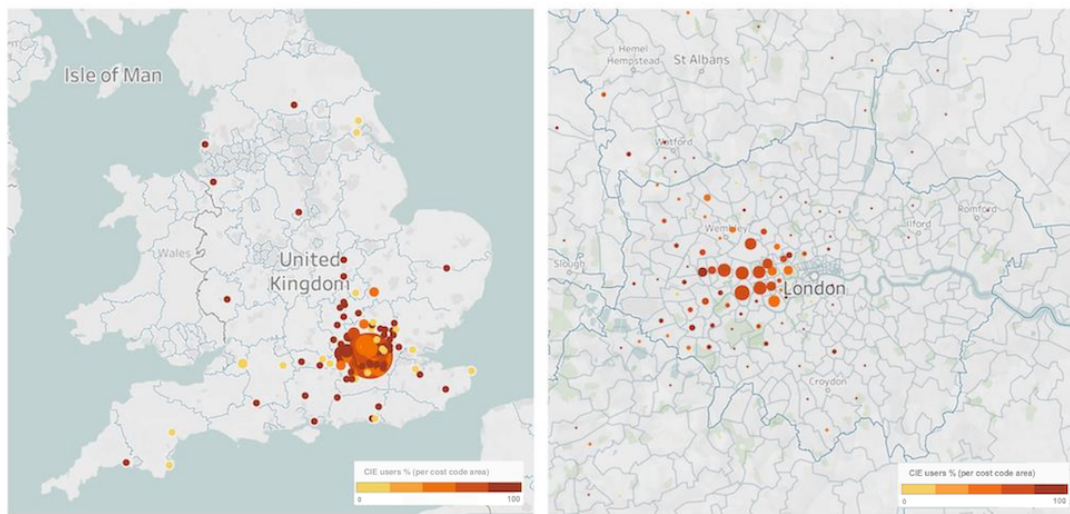 Isle of Man
Wales
United
Kingdom
CIE users % (per cost code area)
0
100
Hemel
Hempstead
St Albans
Watford
Wembley
Ilford
Romford
Slough
London
Croydon
CIE users % (per cost code area)
0
100